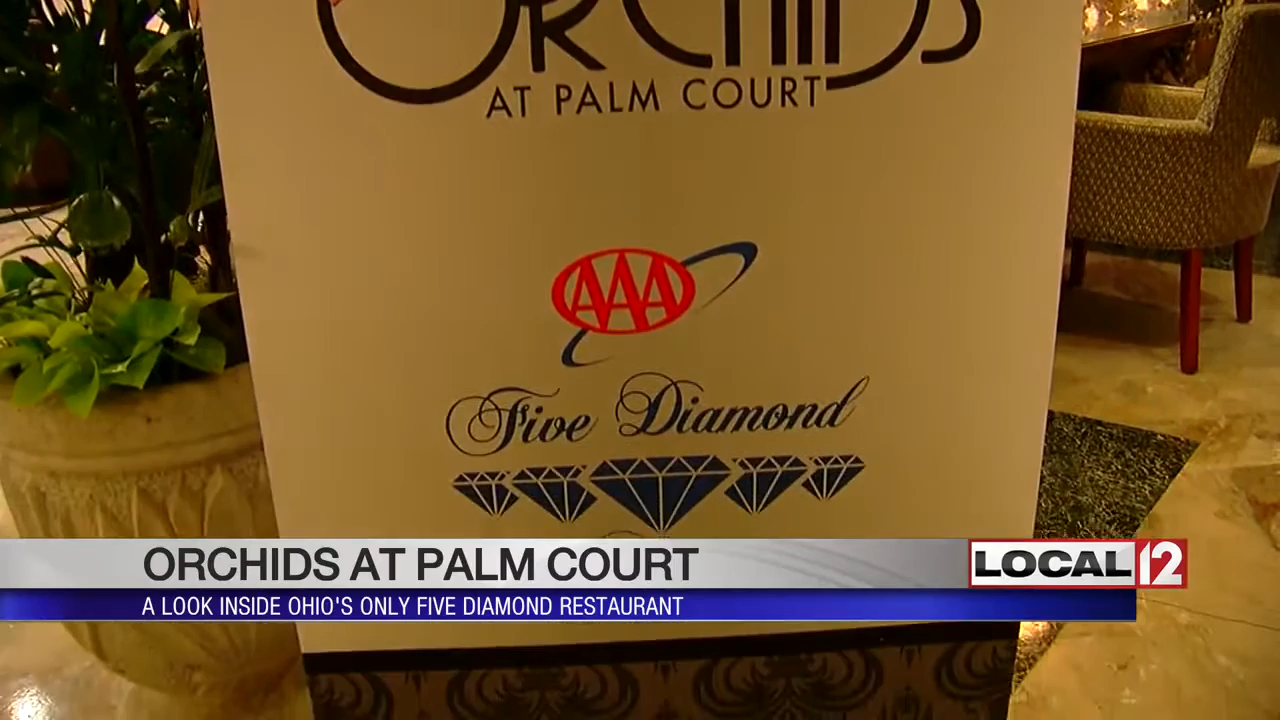 ORCHIDS
AT PALM COURT
AAA
Five Diamond
ORCHIDS AT PALM COURT
LOCAL 12
A LOOK INSIDE OHIO'S ONLY FIVE DIAMOND RESTAURANT